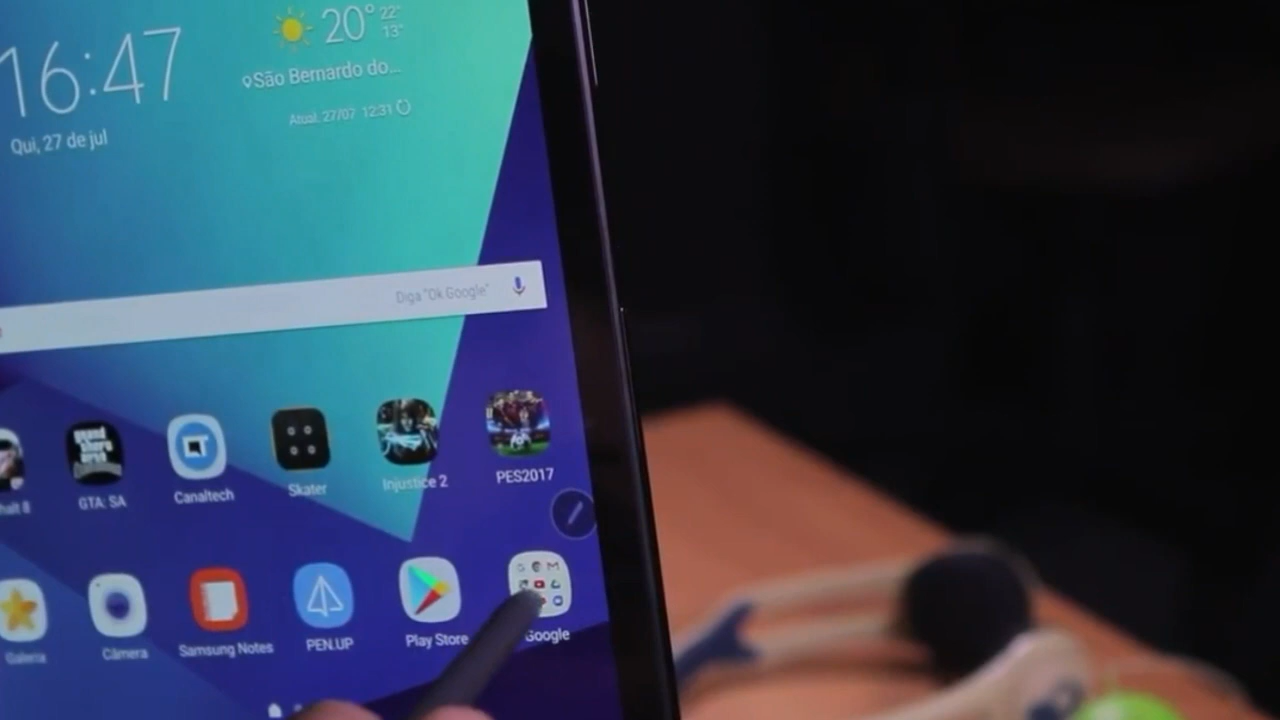 16:47
Qui, 27 de jul
20° 22° 13°
São Bernardo do...
Atual. 27/07 12:31
Diga "Ok Google"
GTA: SA
Canaltech
Skater
Injustice 2
PES2017
Galeria
Câmera
Samsung Notes
PEN.UP
Play Store
Google